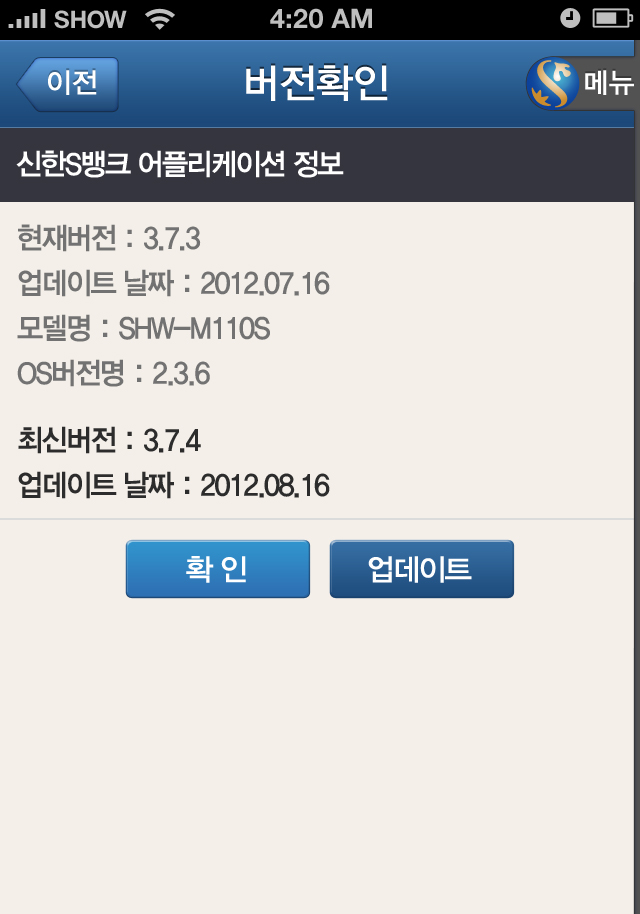 SHOW 4:20 AM
이전 버전확인 메뉴
신한S뱅크 어플리케이션 정보
현재버전 : 3.7.3
업데이트 날짜 : 2012.07.16
모델명 : SHW-M110S
OS버전명 : 2.3.6
최신버전 : 3.7.4
업데이트 날짜 : 2012.08.16
확 인 업데이트